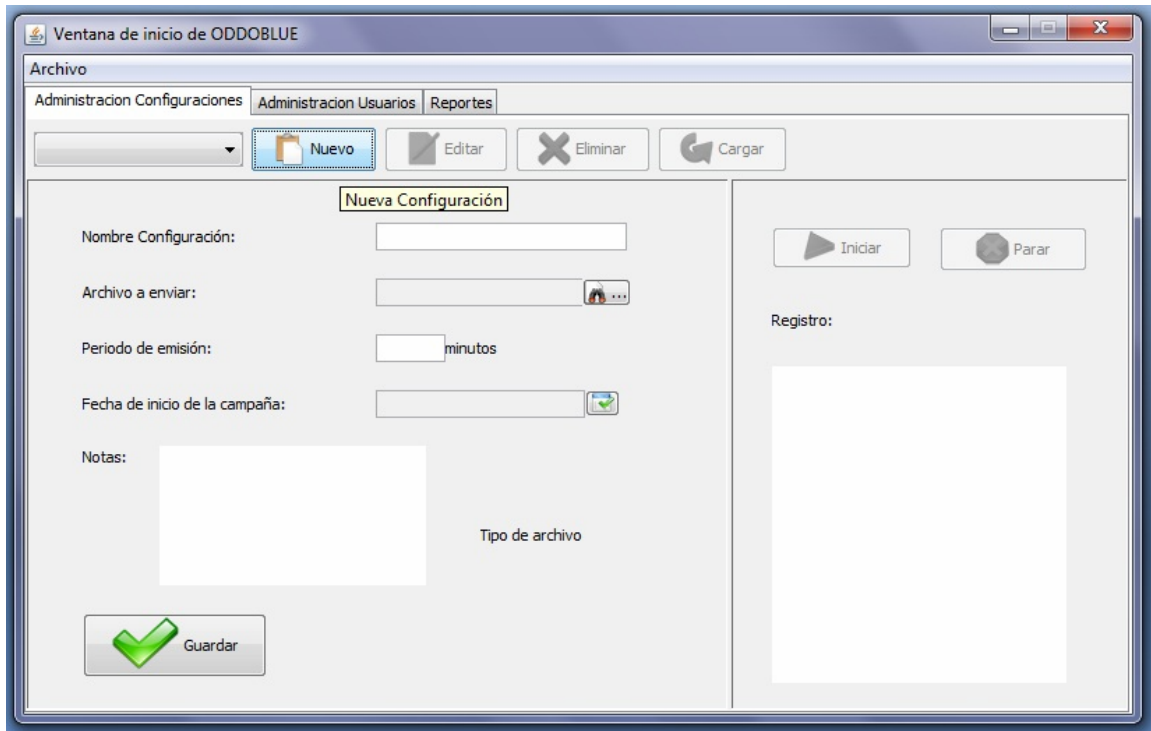 Ventana de inicio de ODDOBLUE
Archivo
Administracion Configuraciones Administracion Usuarios Reportes
Nuevo Editar Eliminar Cargar
Nueva Configuración
Nombre Configuración:
Archivo a enviar: ...
Periodo de emisión: minutos
Fecha de inicio de la campaña:
Notas:
Tipo de archivo
Guardar
Iniciar Parar
Registro: